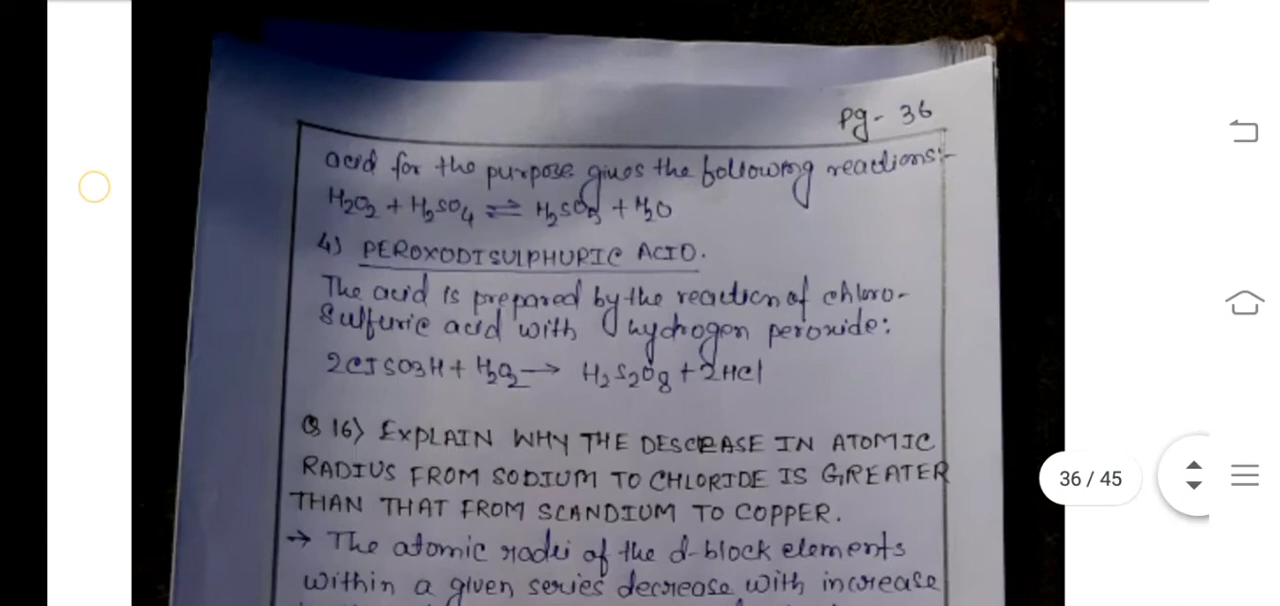 Pg- 36
acid for the purpose gives the following reactions:-
H2O2 + H2SO4 ⇌ H2SO5 + H2O
4) PEROXODISULPHURIC ACID.
The acid is prepared by the reaction of chloro-
Sulfuric acid with hydrogen peroxide:
2ClSO3H + H2O2 → H2S2O8 + 2HCl
Q 16) EXPLAIN WHY THE DESCREASE IN ATOMIC
RADIUS FROM SODIUM TO CHLORIDE IS GREATER
THAN THAT FROM SCANDIUM TO COPPER.
→ The atomic radii of the d-block elements
within a given series decrease with increase
36 / 45